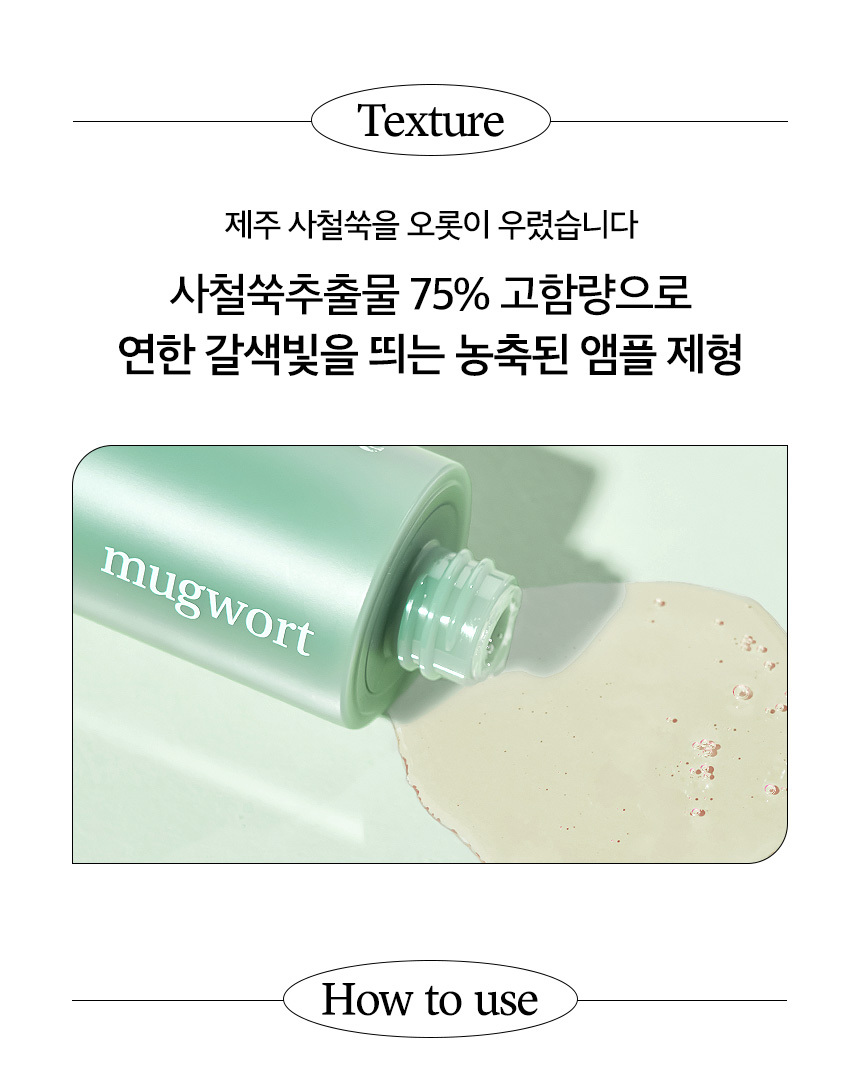 Texture
제주 사철쑥을 오롯이 우렸습니다
사철쑥추출물 75% 고함량으로
연한 갈색빛을 띄는 농축된 앰플 제형
mugwort
How to use